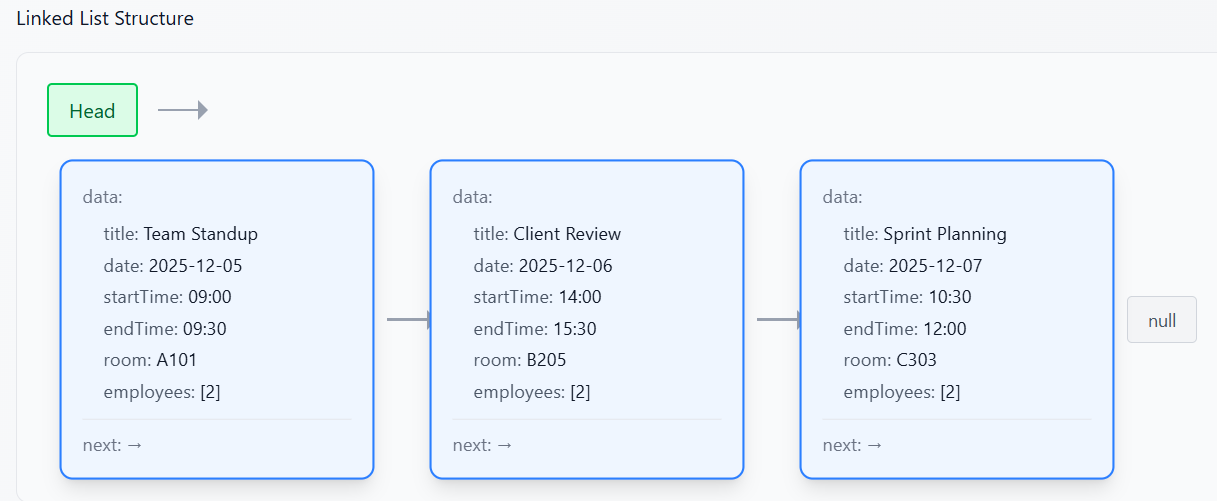 Linked List Structure
Head
data:
title: Team Standup
date: 2025-12-05
startTime: 09:00
endTime: 09:30
room: A101
employees: [2]
next: →
data:
title: Client Review
date: 2025-12-06
startTime: 14:00
endTime: 15:30
room: B205
employees: [2]
next: →
data:
title: Sprint Planning
date: 2025-12-07
startTime: 10:30
endTime: 12:00
room: C303
employees: [2]
next: →
null